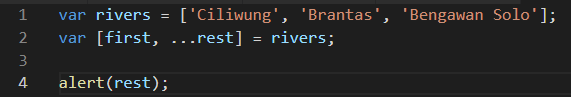 1 var rivers = ['Ciliwung', 'Brantas', 'Bengawan Solo'];
2 var [first, ...rest] = rivers;
3
4 alert(rest);